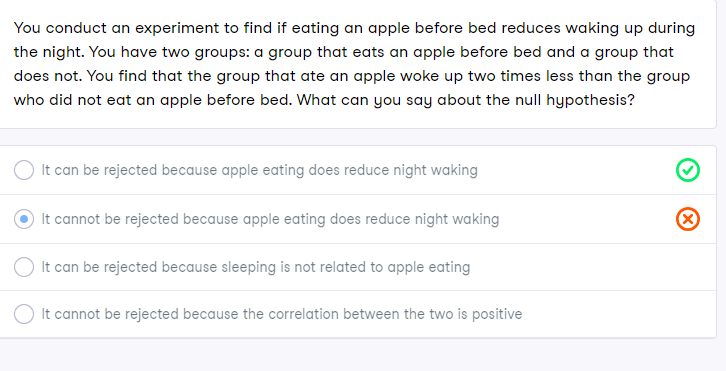 You conduct an experiment to find if eating an apple before bed reduces waking up during
the night. You have two groups: a group that eats an apple before bed and a group that
does not. You find that the group that ate an apple woke up two times less than the group
who did not eat an apple before bed. What can you say about the null hypothesis?
It can be rejected because apple eating does reduce night waking
It cannot be rejected because apple eating does reduce night waking
It can be rejected because sleeping is not related to apple eating
It cannot be rejected because the correlation between the two is positive